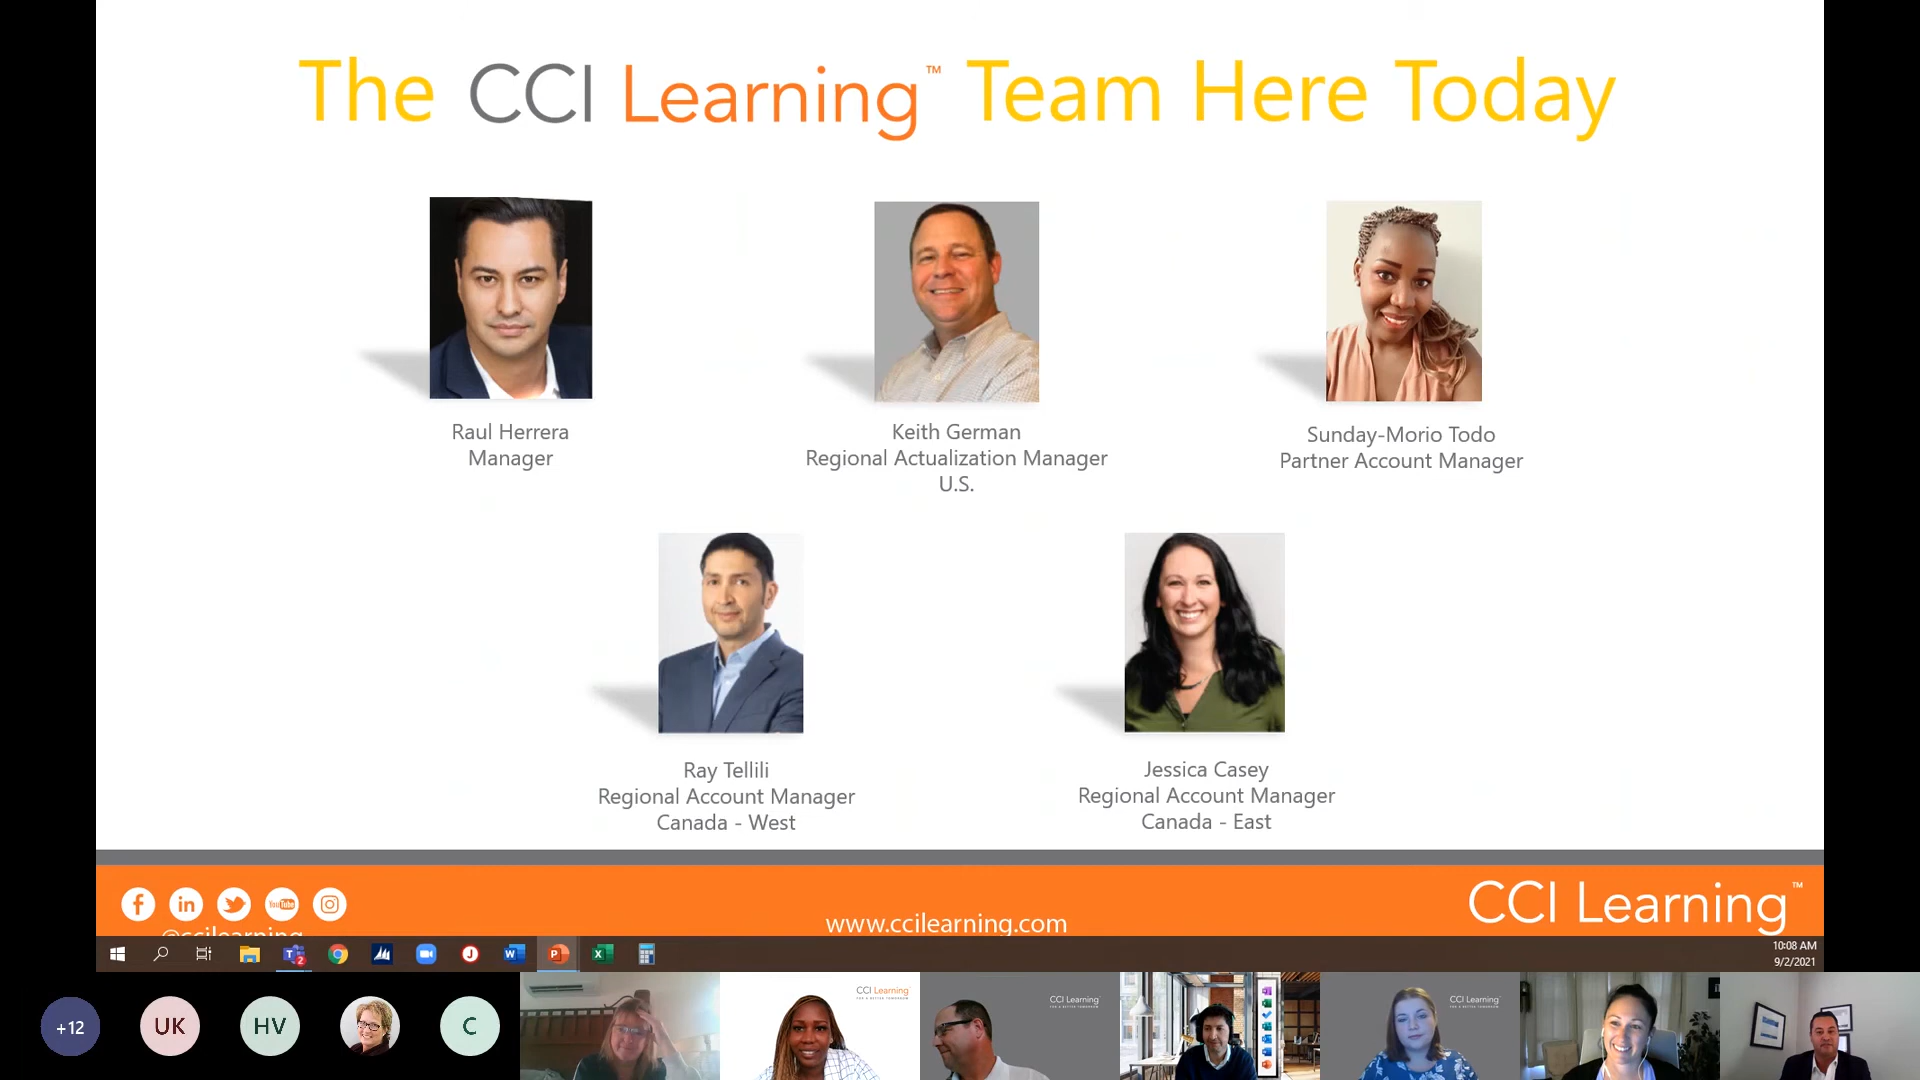 The CCI Learning™ Team Here Today
Raul Herrera
Manager
Keith German
Regional Actualization Manager
U.S.
Sunday-Morio Todo
Partner Account Manager
Ray Tellili
Regional Account Manager
Canada - West
Jessica Casey
Regional Account Manager
Canada - East
@ccilearning
www.ccilearning.com
CCI Learning™
10:08 AM
9/2/2021
+12
UK
HV
C
CCI Learning
CCI Learning
CCI Learning